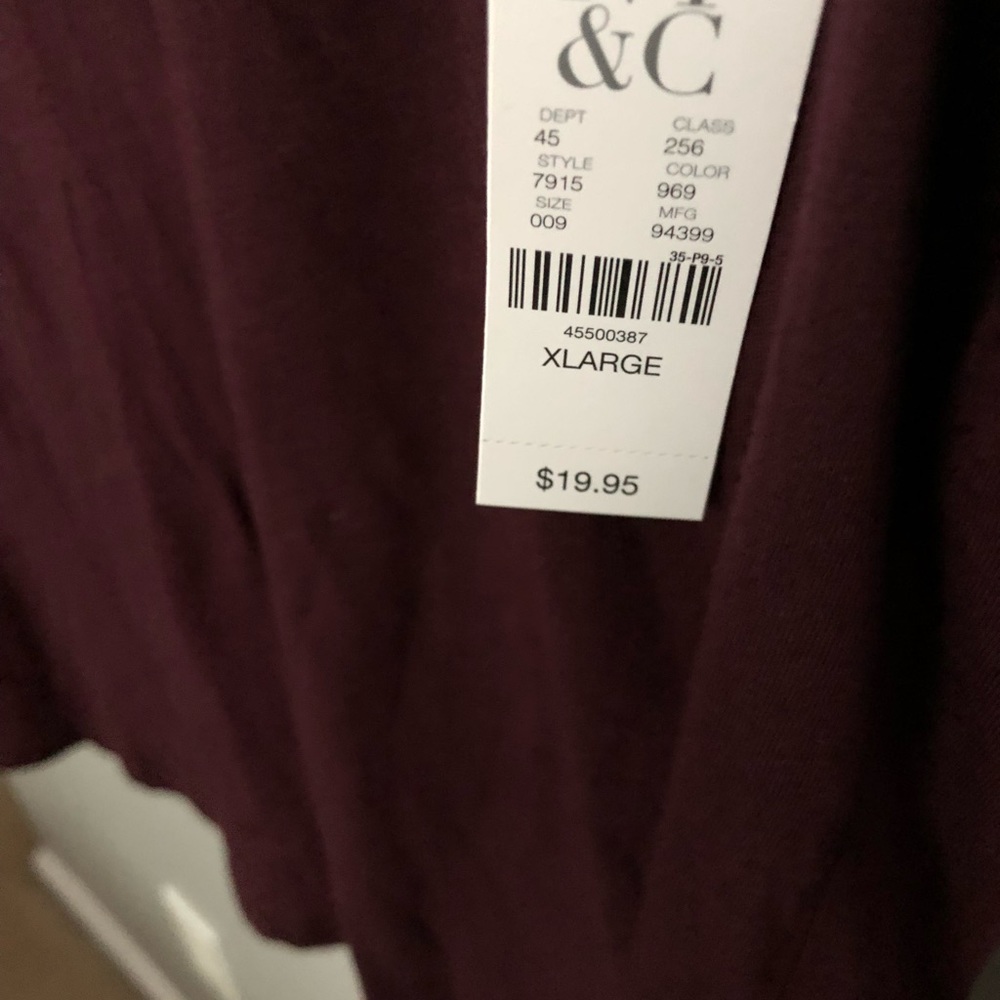 &C
DEPT CLASS
45 256
STYLE COLOR
7915 969
SIZE MFG
009 94399
35-P9-5
45500387
XLARGE
$19.95